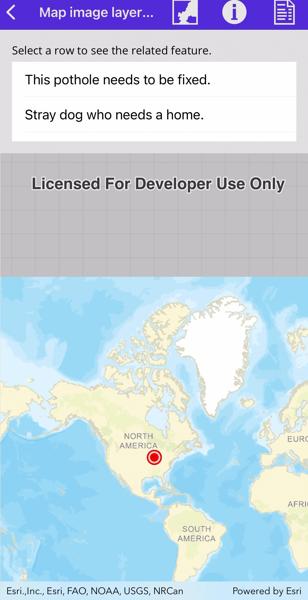 Map image layer...
Select a row to see the related feature.
This pothole needs to be fixed.
Stray dog who needs a home.
Licensed For Developer Use Only
NORTH
AMERICA
EURO
AFRI
SOUTH
AMERICA
Esri.,Inc., Esri, FAO, NOAA, USGS, NRCan
Powered by Esri